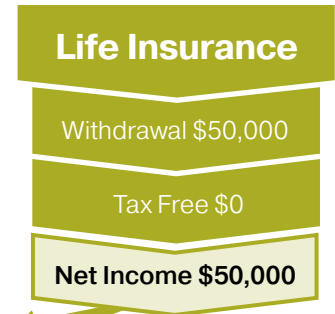 Life Insurance
Withdrawal $50,000
Tax Free $0
Net Income $50,000